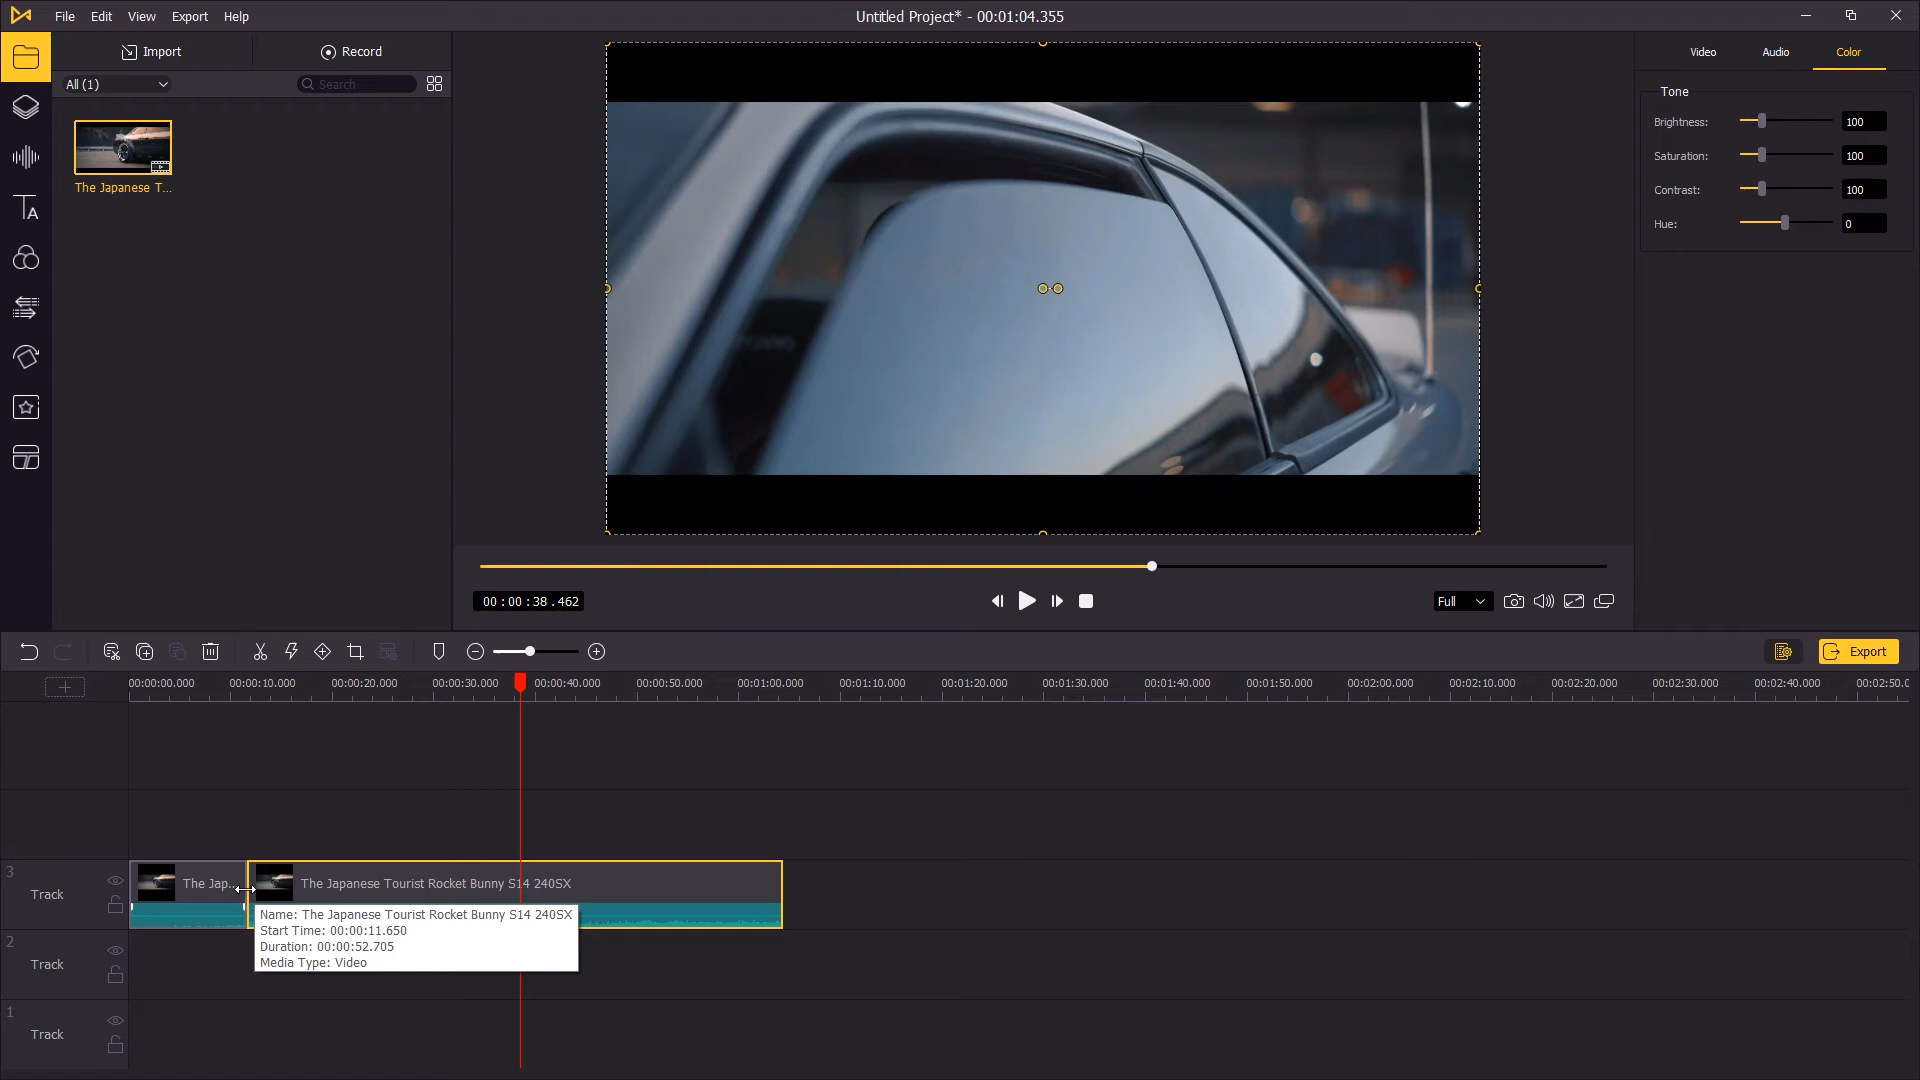 File Edit View Export Help
Untitled Project* - 00:01:04.355
Import
Record
Video Audio Color
All (1)
Search
The Japanese T...
Tone
Brightness: 100
Saturation: 100
Contrast: 100
Hue: 0
00:00:38.462
Full
Export
00:00:00.000 00:00:10.000 00:00:20.000 00:00:30.000 00:00:40.000 00:00:50.000 00:01:00.000 00:01:10.000 00:01:20.000 00:01:30.000 00:01:40.000 00:01:50.000 00:02:00.000 00:02:10.000 00:02:20.000 00:02:30.000 00:02:40.000 00:02:50.0
3
Track
The Jap...
The Japanese Tourist Rocket Bunny S14 240SX
Name: The Japanese Tourist Rocket Bunny S14 240SX
Start Time: 00:00:11.650
Duration: 00:00:52.705
Media Type: Video
2
Track
1
Track